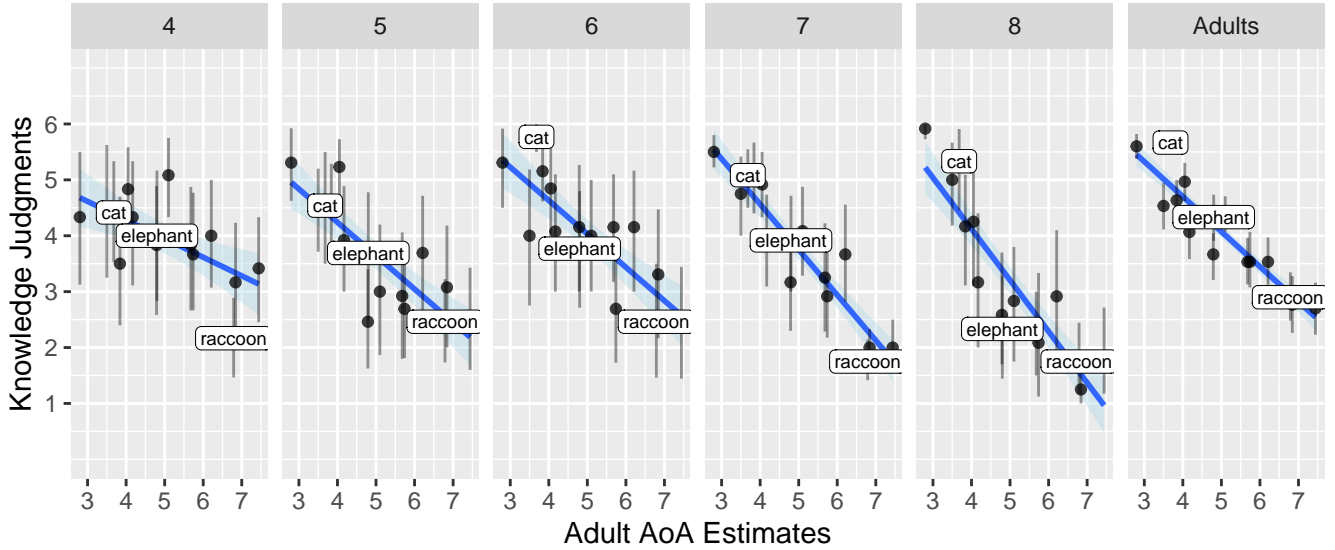 4 5 6 7 8 Adults
Knowledge Judgments
6
5
4
3
2
1
cat elephant raccoon
cat elephant raccoon
cat elephant raccoon
cat elephant raccoon
cat elephant raccoon
cat elephant raccoon
3 4 5 6 7 3 4 5 6 7 3 4 5 6 7 3 4 5 6 7 3 4 5 6 7 3 4 5 6 7
Adult AoA Estimates